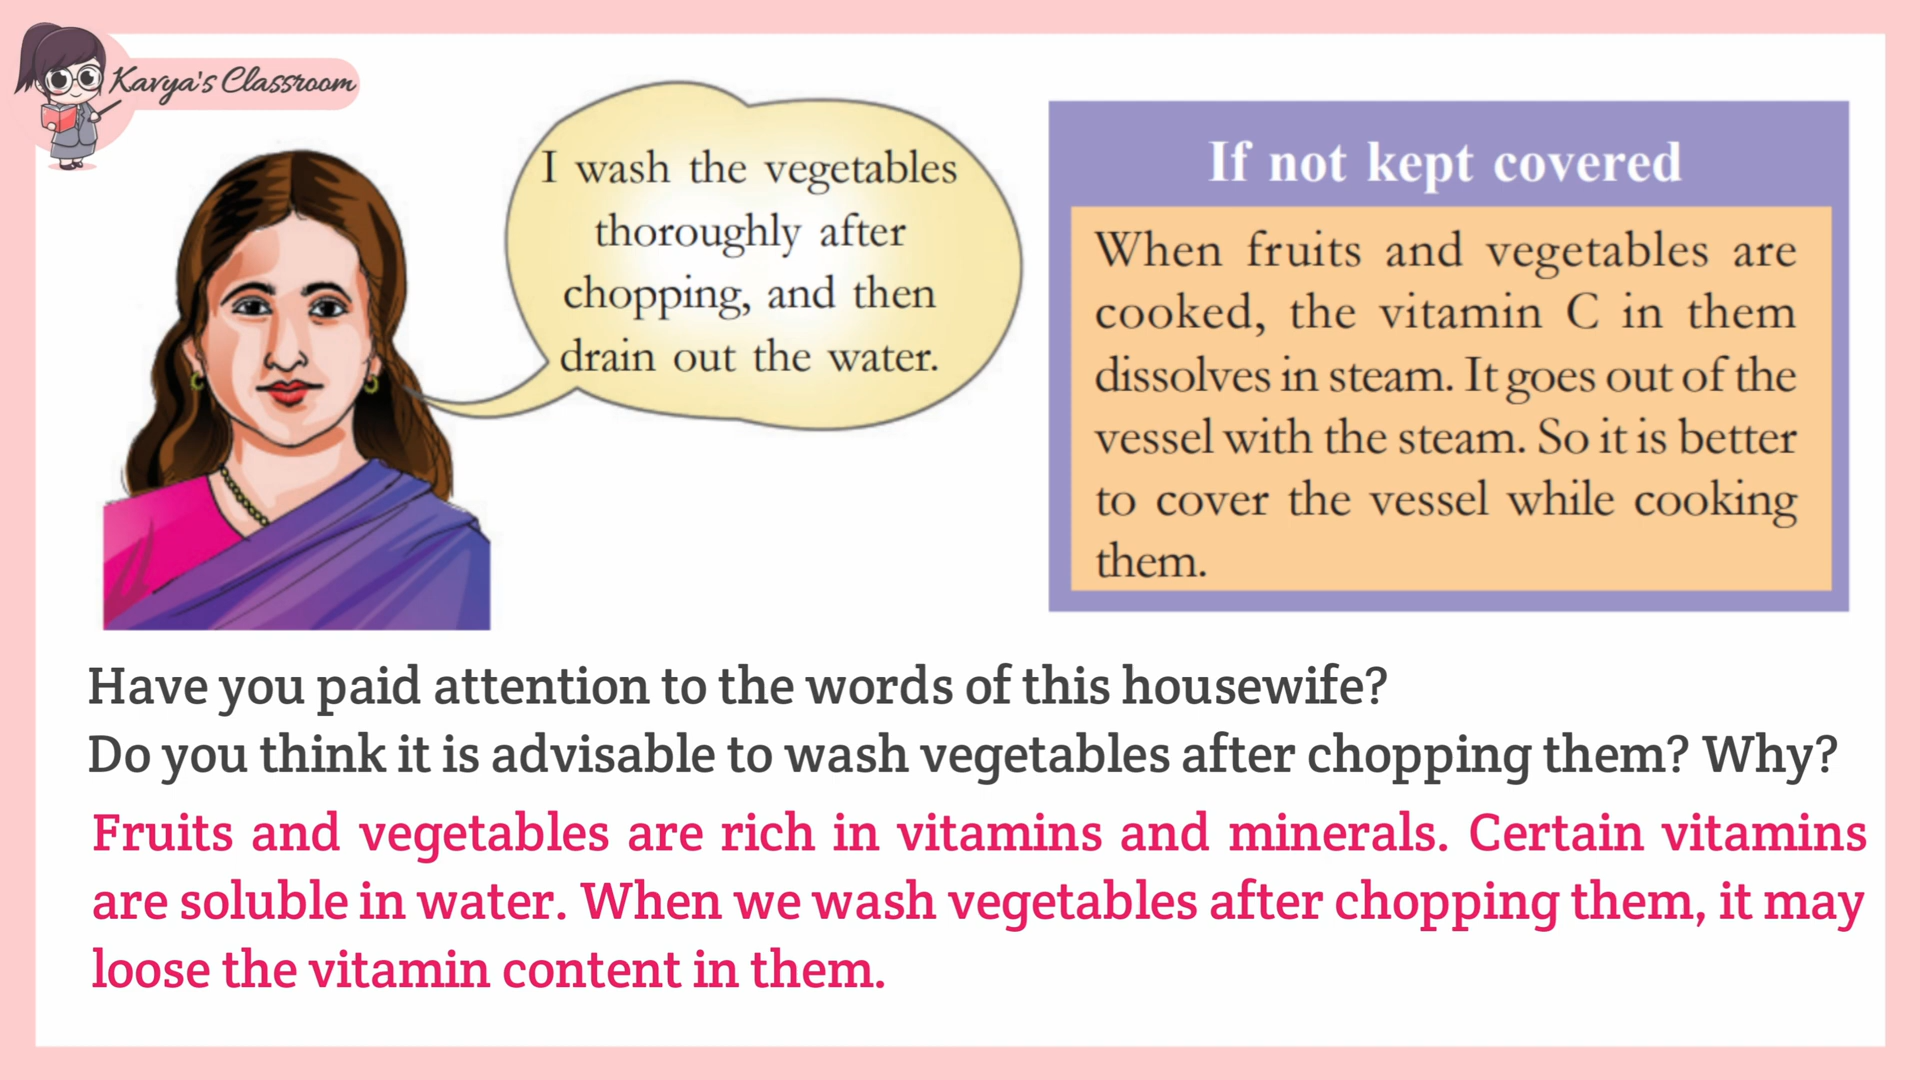 Kavya's Classroom
I wash the vegetables
thoroughly after
chopping, and then
drain out the water.
If not kept covered
When fruits and vegetables are
cooked, the vitamin C in them
dissolves in steam. It goes out of the
vessel with the steam. So it is better
to cover the vessel while cooking
them.
Have you paid attention to the words of this housewife?
Do you think it is advisable to wash vegetables after chopping them? Why?
Fruits and vegetables are rich in vitamins and minerals. Certain vitamins
are soluble in water. When we wash vegetables after chopping them, it may
loose the vitamin content in them.